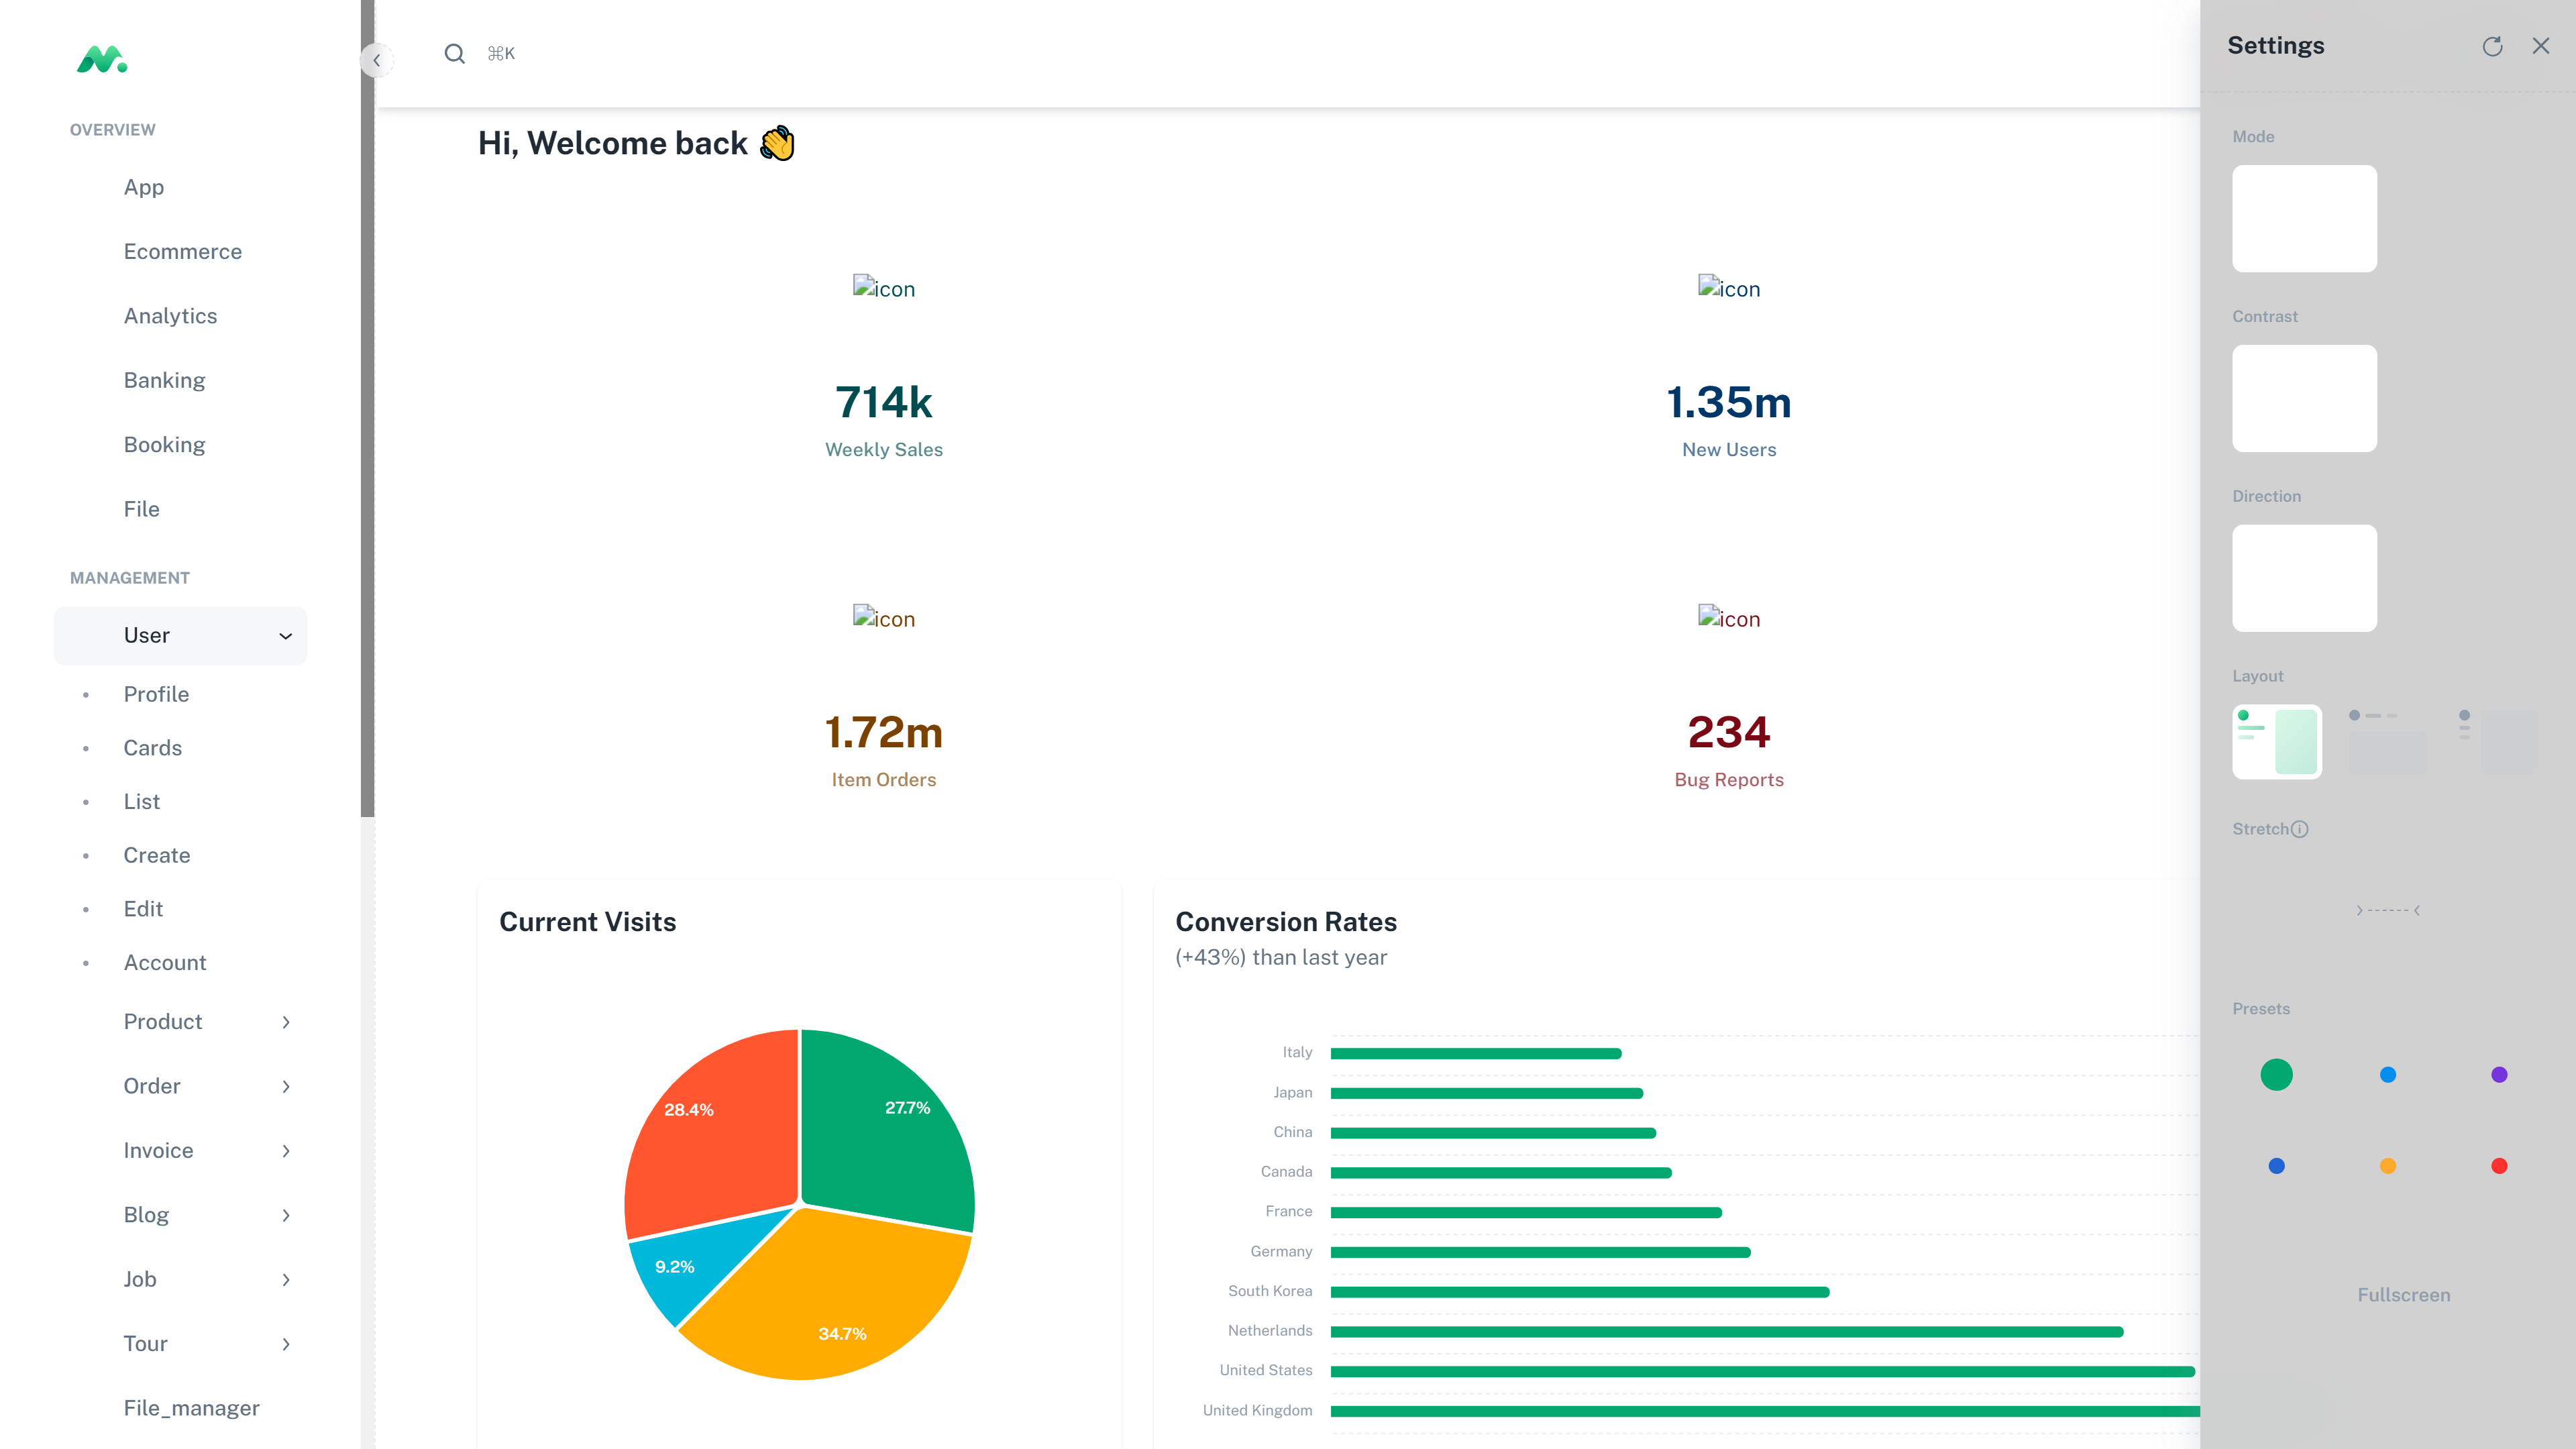 OVERVIEW
App
Ecommerce
Analytics
Banking
Booking
File
MANAGEMENT
User
Profile
Cards
List
Create
Edit
Account
Product
Order
Invoice
Blog
Job
Tour
File_manager
⌘K
Hi, Welcome back 👋
icon
714k
Weekly Sales
icon
1.35m
New Users
icon
1.72m
Item Orders
icon
234
Bug Reports
Current Visits
28.4%
27.7%
9.2%
34.7%
Conversion Rates
(+43%) than last year
Italy
Japan
China
Canada
France
Germany
South Korea
Netherlands
United States
United Kingdom
Settings
Mode
Contrast
Direction
Layout
Stretch
Presets
Fullscreen